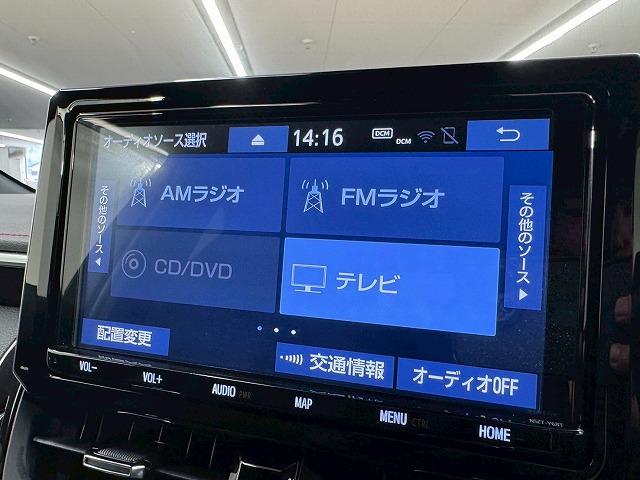 オーディオソース選択
14:16
DCM
DCM
その他のソース
AMラジオ
FMラジオ
その他のソース
CD/DVD
テレビ
配置変更
交通情報
オーディオOFF
VOL-
VOL+
AUDIO PWR
MAP
MENU CTRL
HOME